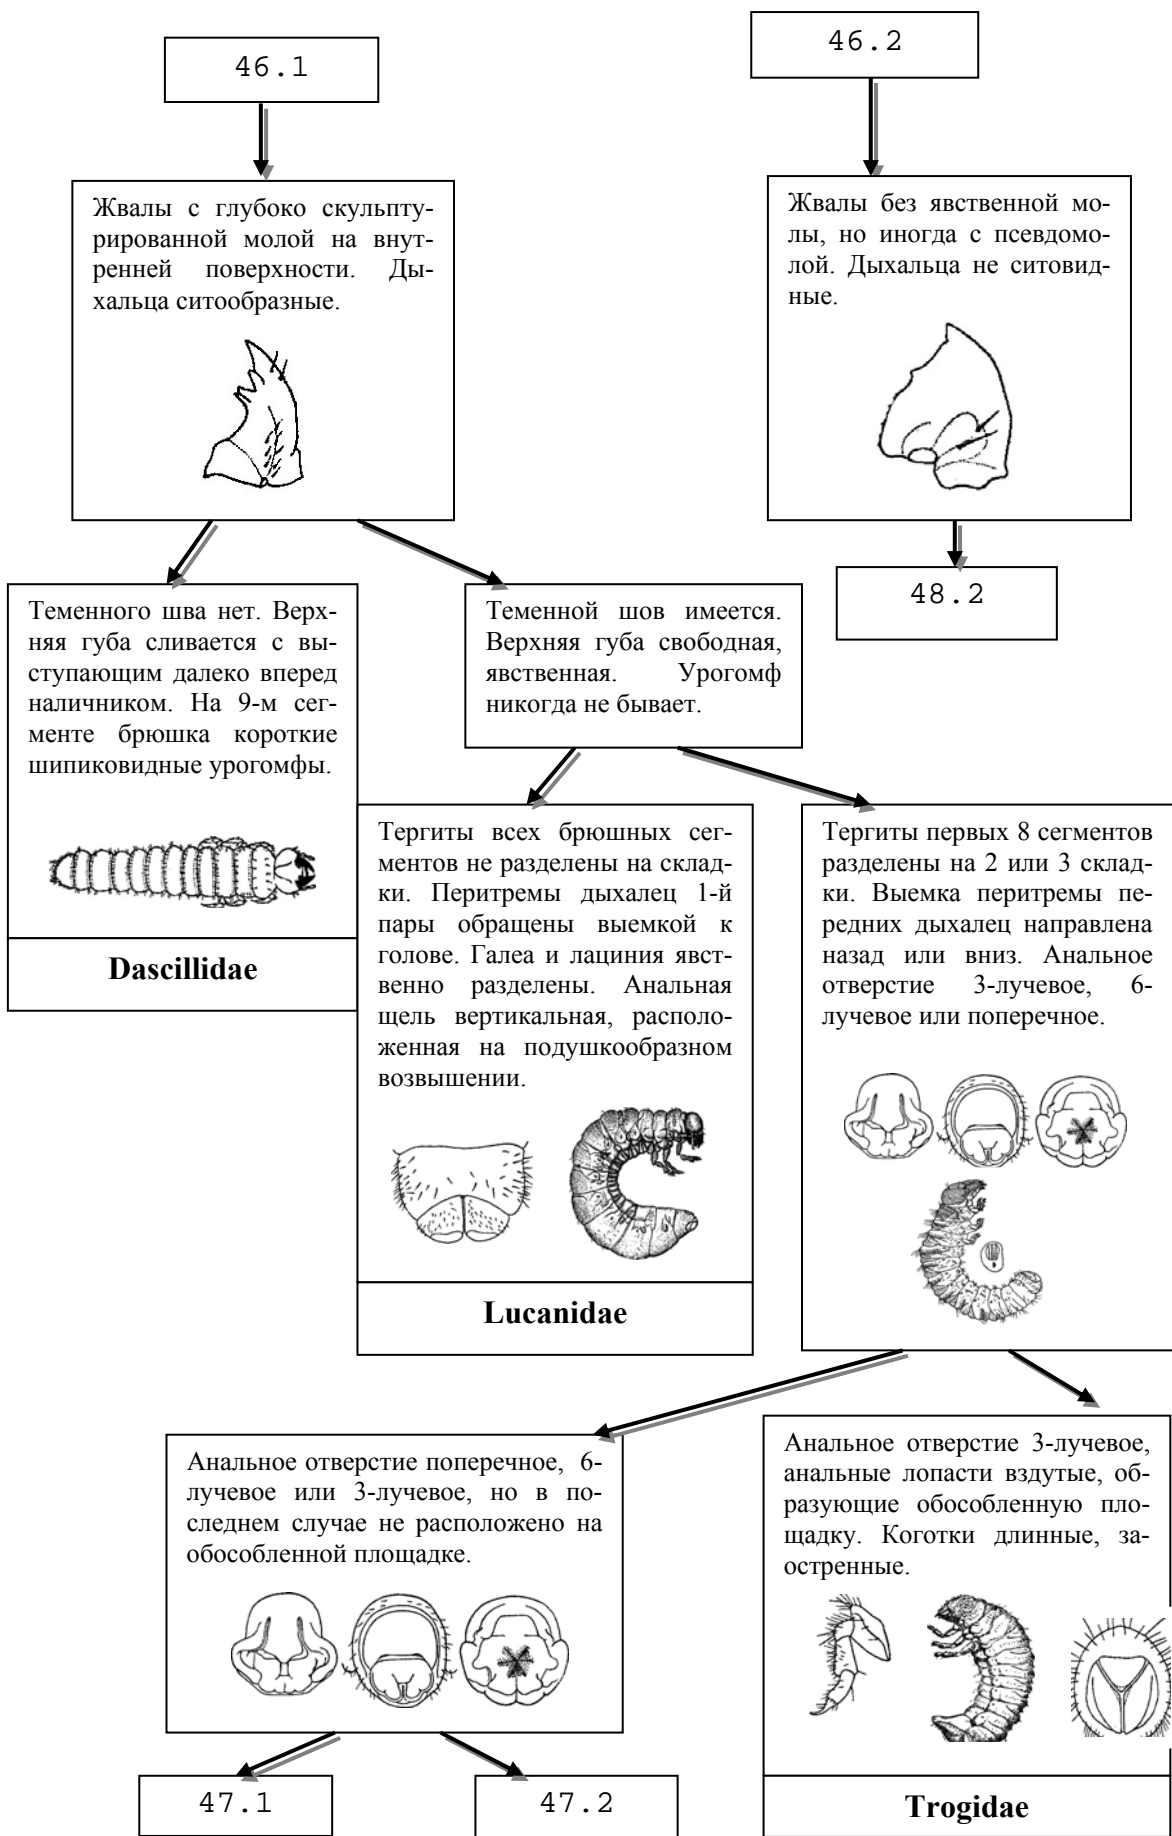 46.1
46.2
Жвалы с глубоко скульпту-
рированной молой на внут-
ренней поверхности. Ды-
хальца ситообразные.
Жвалы без явственной мо-
лы, но иногда с псевдомо-
лой. Дыхальца не ситовид-
ные.
48.2
Теменного шва нет. Верх-
няя губа сливается с вы-
ступающим далеко вперед
наличником. На 9-м сег-
менте брюшка короткие
шипиковидные урогомфы.
Dascillidae
Теменной шов имеется.
Верхняя губа свободная,
явственная. Урогомф
никогда не бывает.
Тергиты всех брюшных сег-
ментов не разделены на склад-
ки. Перитремы дыхалец 1-й
пары обращены выемкой к
голове. Галеа и лациния явст-
венно разделены. Анальная
щель вертикальная, располо-
женная на подушкообразном
возвышении.
Lucanidae
Тергиты первых 8 сегментов
разделены на 2 или 3 склад-
ки. Выемка перитремы пе-
редних дыхалец направлена
назад или вниз. Анальное
отверстие 3-лучевое, 6-
лучевое или поперечное.
Анальное отверстие поперечное, 6-
лучевое или 3-лучевое, но в по-
следнем случае не расположено на
обособленной площадке.
47.1
47.2
Анальное отверстие 3-лучевое,
анальные лопасти вздутые, об-
разующие обособленную пло-
щадку. Коготки длинные, за-
остренные.
Trogidae